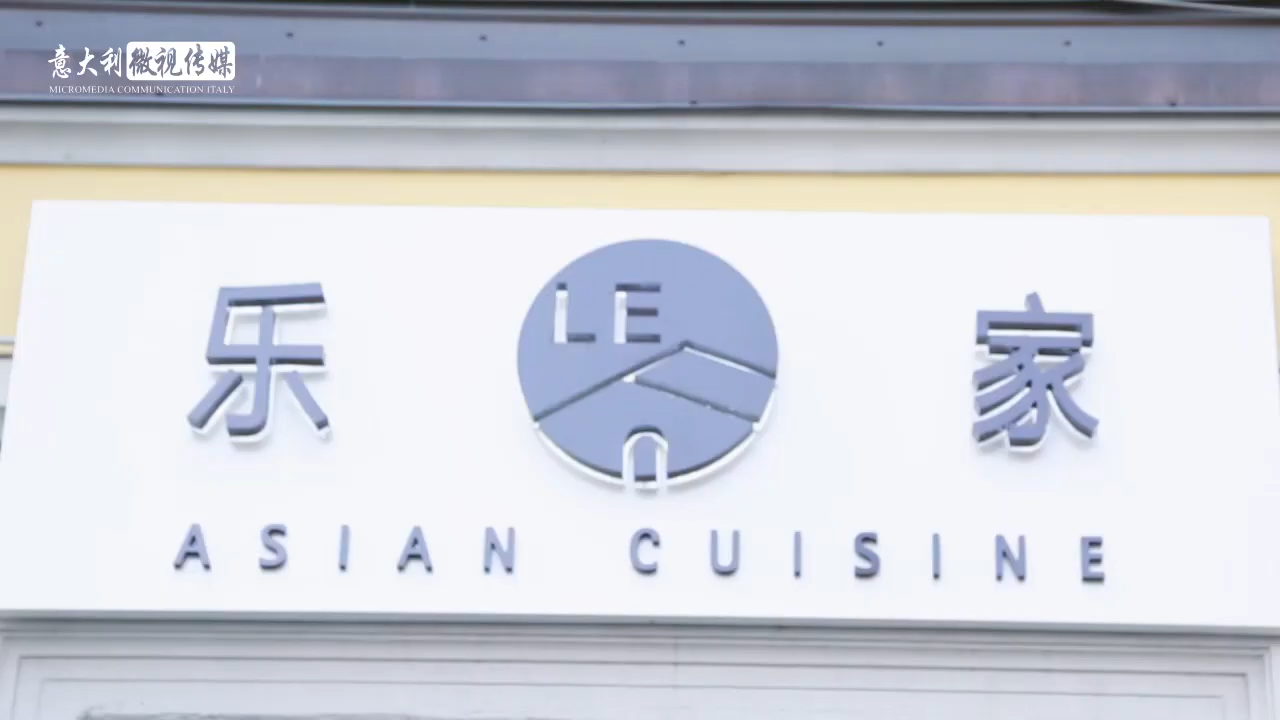 意大利微视传媒
MICROMEDIA COMMUNICATION ITALY
乐 LE 家
ASIAN CUISINE